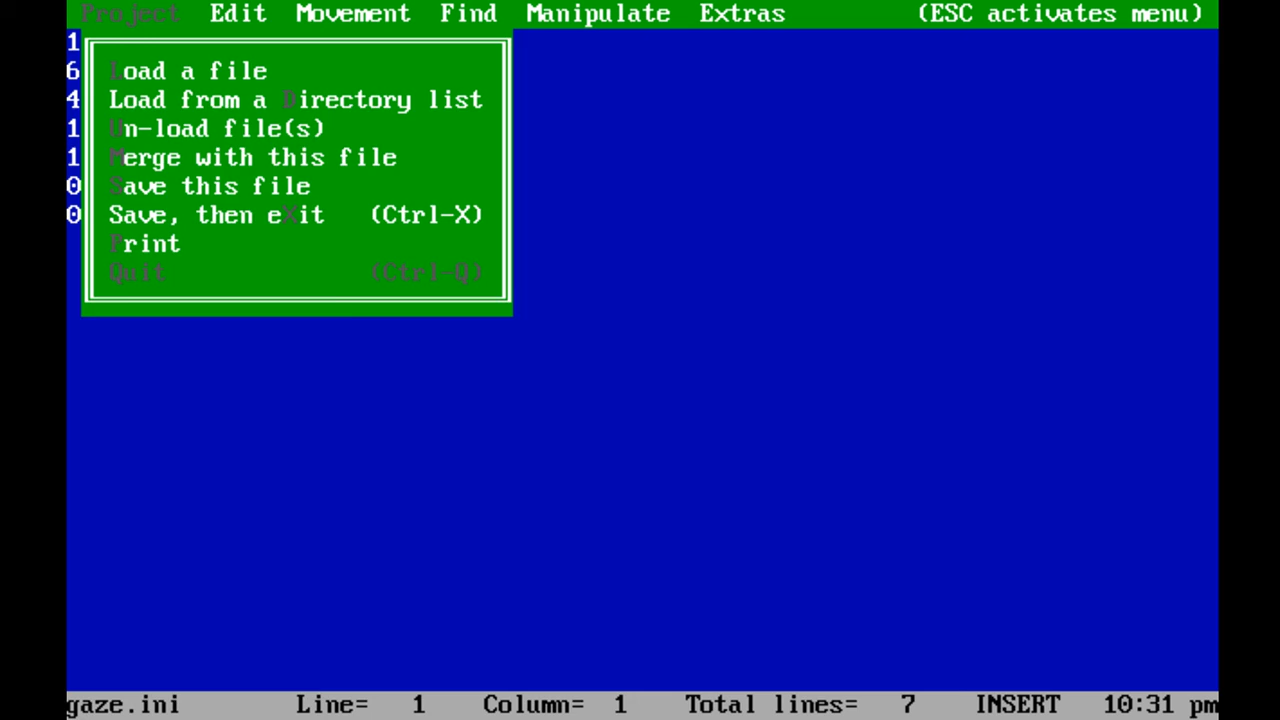 Project Edit Movement Find Manipulate Extras (ESC activates menu)
1
6 Load a file
4 Load from a Directory list
1 Un-load file(s)
1 Merge with this file
0 Save this file
0 Save, then eXit (Ctrl-X)
Print
Quit (Ctrl-Q)
gaze.ini Line= 1 Column= 1 Total lines= 7 INSERT 10:31 pm